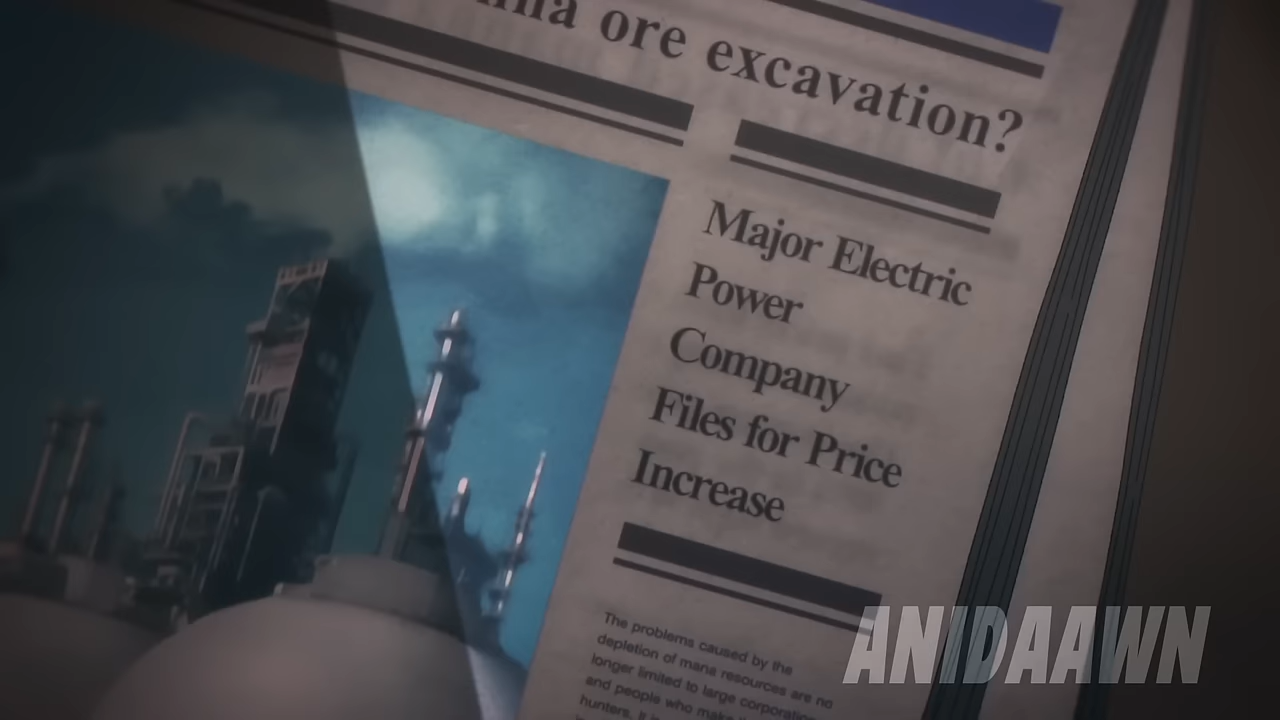 ore excavation?
Major Electric
Power
Company
Files for Price
Increase
The problems caused by the
depletion of mana resources are no
longer limited to large
and people who make
hunters.
ANIDAAWN